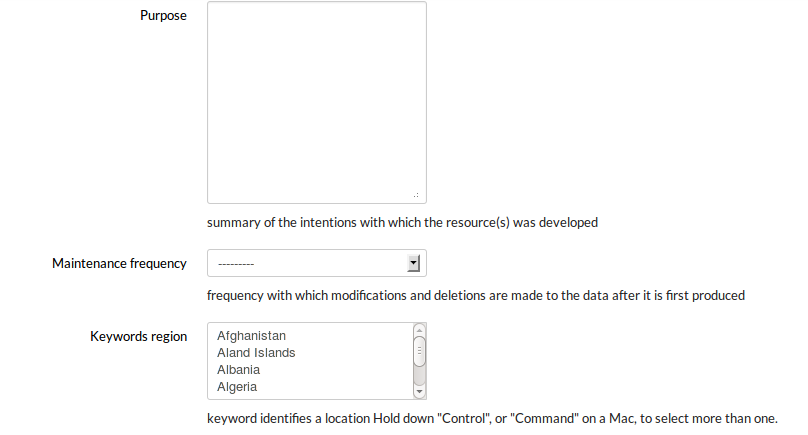 Purpose
summary of the intentions with which the resource(s) was developed
Maintenance frequency
---------
frequency with which modifications and deletions are made to the data after it is first produced
Keywords region
Afghanistan
Aland Islands
Albania
Algeria
keyword identifies a location Hold down "Control", or "Command" on a Mac, to select more than one.